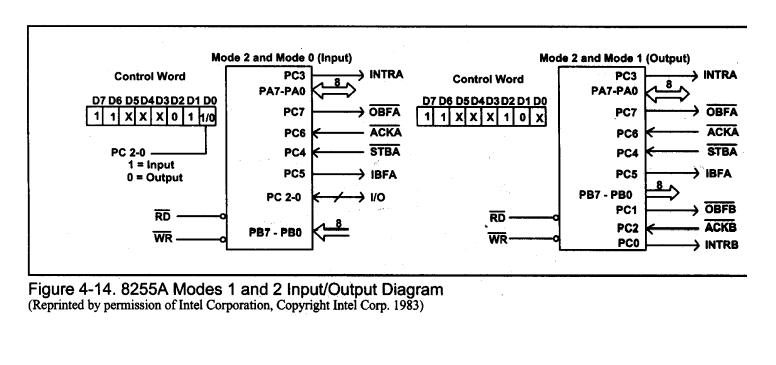 Mode 2 and Mode 0 (Input)
Control Word
D7 D6 D5 D4 D3 D2 D1 D0
1 1 X X X 0 1 1/0
PC 2-0
1 = Input
0 = Output
RD
WR
PC3 INTRA
PA7-PA0 8
PC7 OBFA
PC6 ACKA
PC4 STBA
PC5 IBFA
PC 2-0 I/O
PB7 - PB0 8
Mode 2 and Mode 1 (Output)
Control Word
D7 D6 D5 D4 D3 D2 D1 D0
1 1 X X X 1 0 X
RD
WR
PC3 INTRA
PA7-PA0 8
PC7 OBFA
PC6 ACKA
PC4 STBA
PC5 IBFA
PB7 - PB0 8
PC1 OBFB
PC2 ACKB
PC0 INTRB
Figure 4-14. 8255A Modes 1 and 2 Input/Output Diagram
(Reprinted by permission of Intel Corporation, Copyright Intel Corp. 1983)